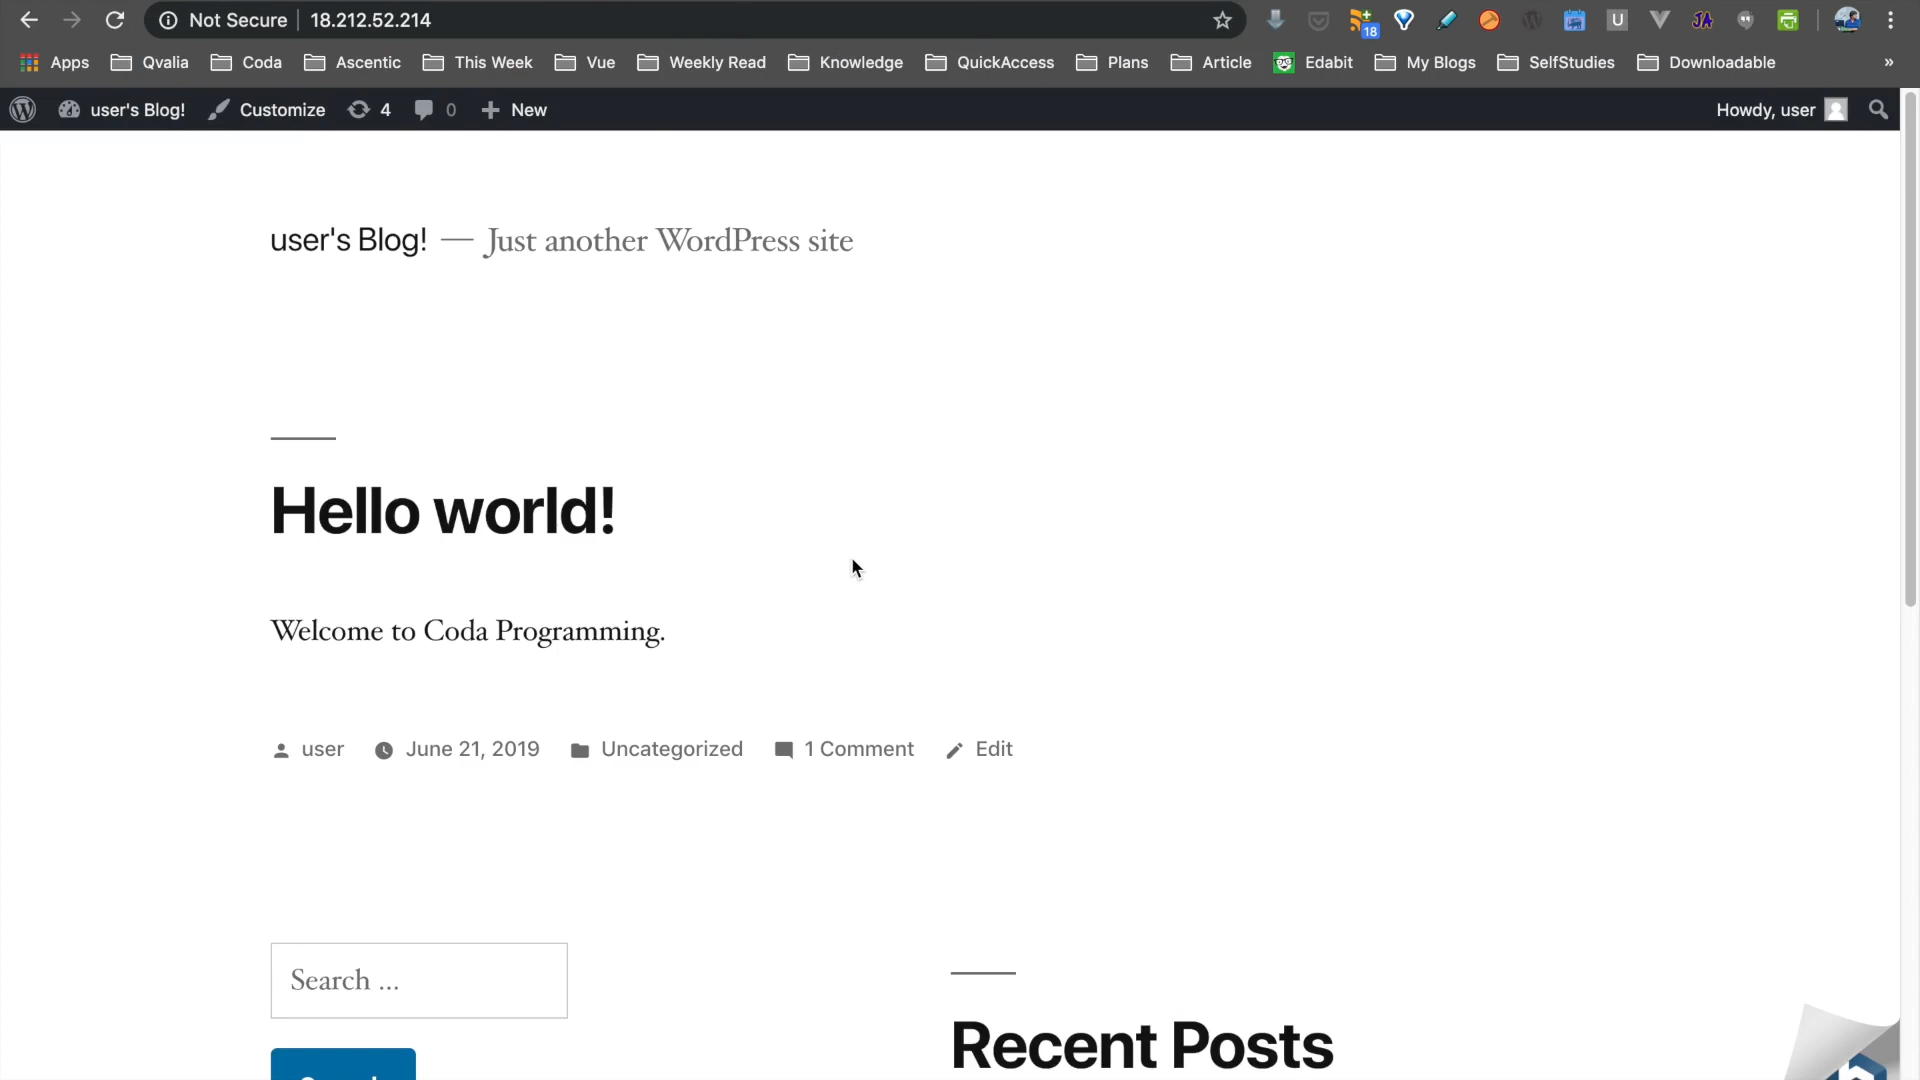 Not Secure 18.212.52.214 18 U JA
Apps Qvalia Coda Ascentic This Week Vue Weekly Read Knowledge QuickAccess Plans Article Edabit My Blogs SelfStudies Downloadable »
user's Blog! Customize 4 0 New Howdy, user
user's Blog! — Just another WordPress site
Hello world!
Welcome to Coda Programming.
user June 21, 2019 Uncategorized 1 Comment Edit
Search ...
Recent Posts